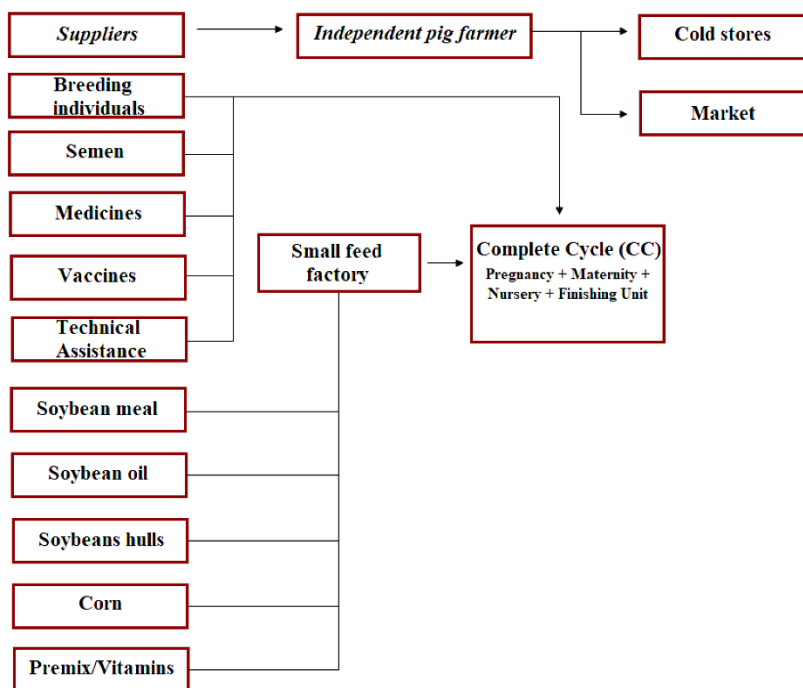 Suppliers
Independent pig farmer
Cold stores
Breeding
individuals
Market
Semen
Medicines
Small feed
factory
Complete Cycle (CC)
Pregnancy + Maternity +
Nursery + Finishing Unit
Vaccines
Technical
Assistance
Soybean meal
Soybean oil
Soybeans hulls
Corn
Premix/Vitamins